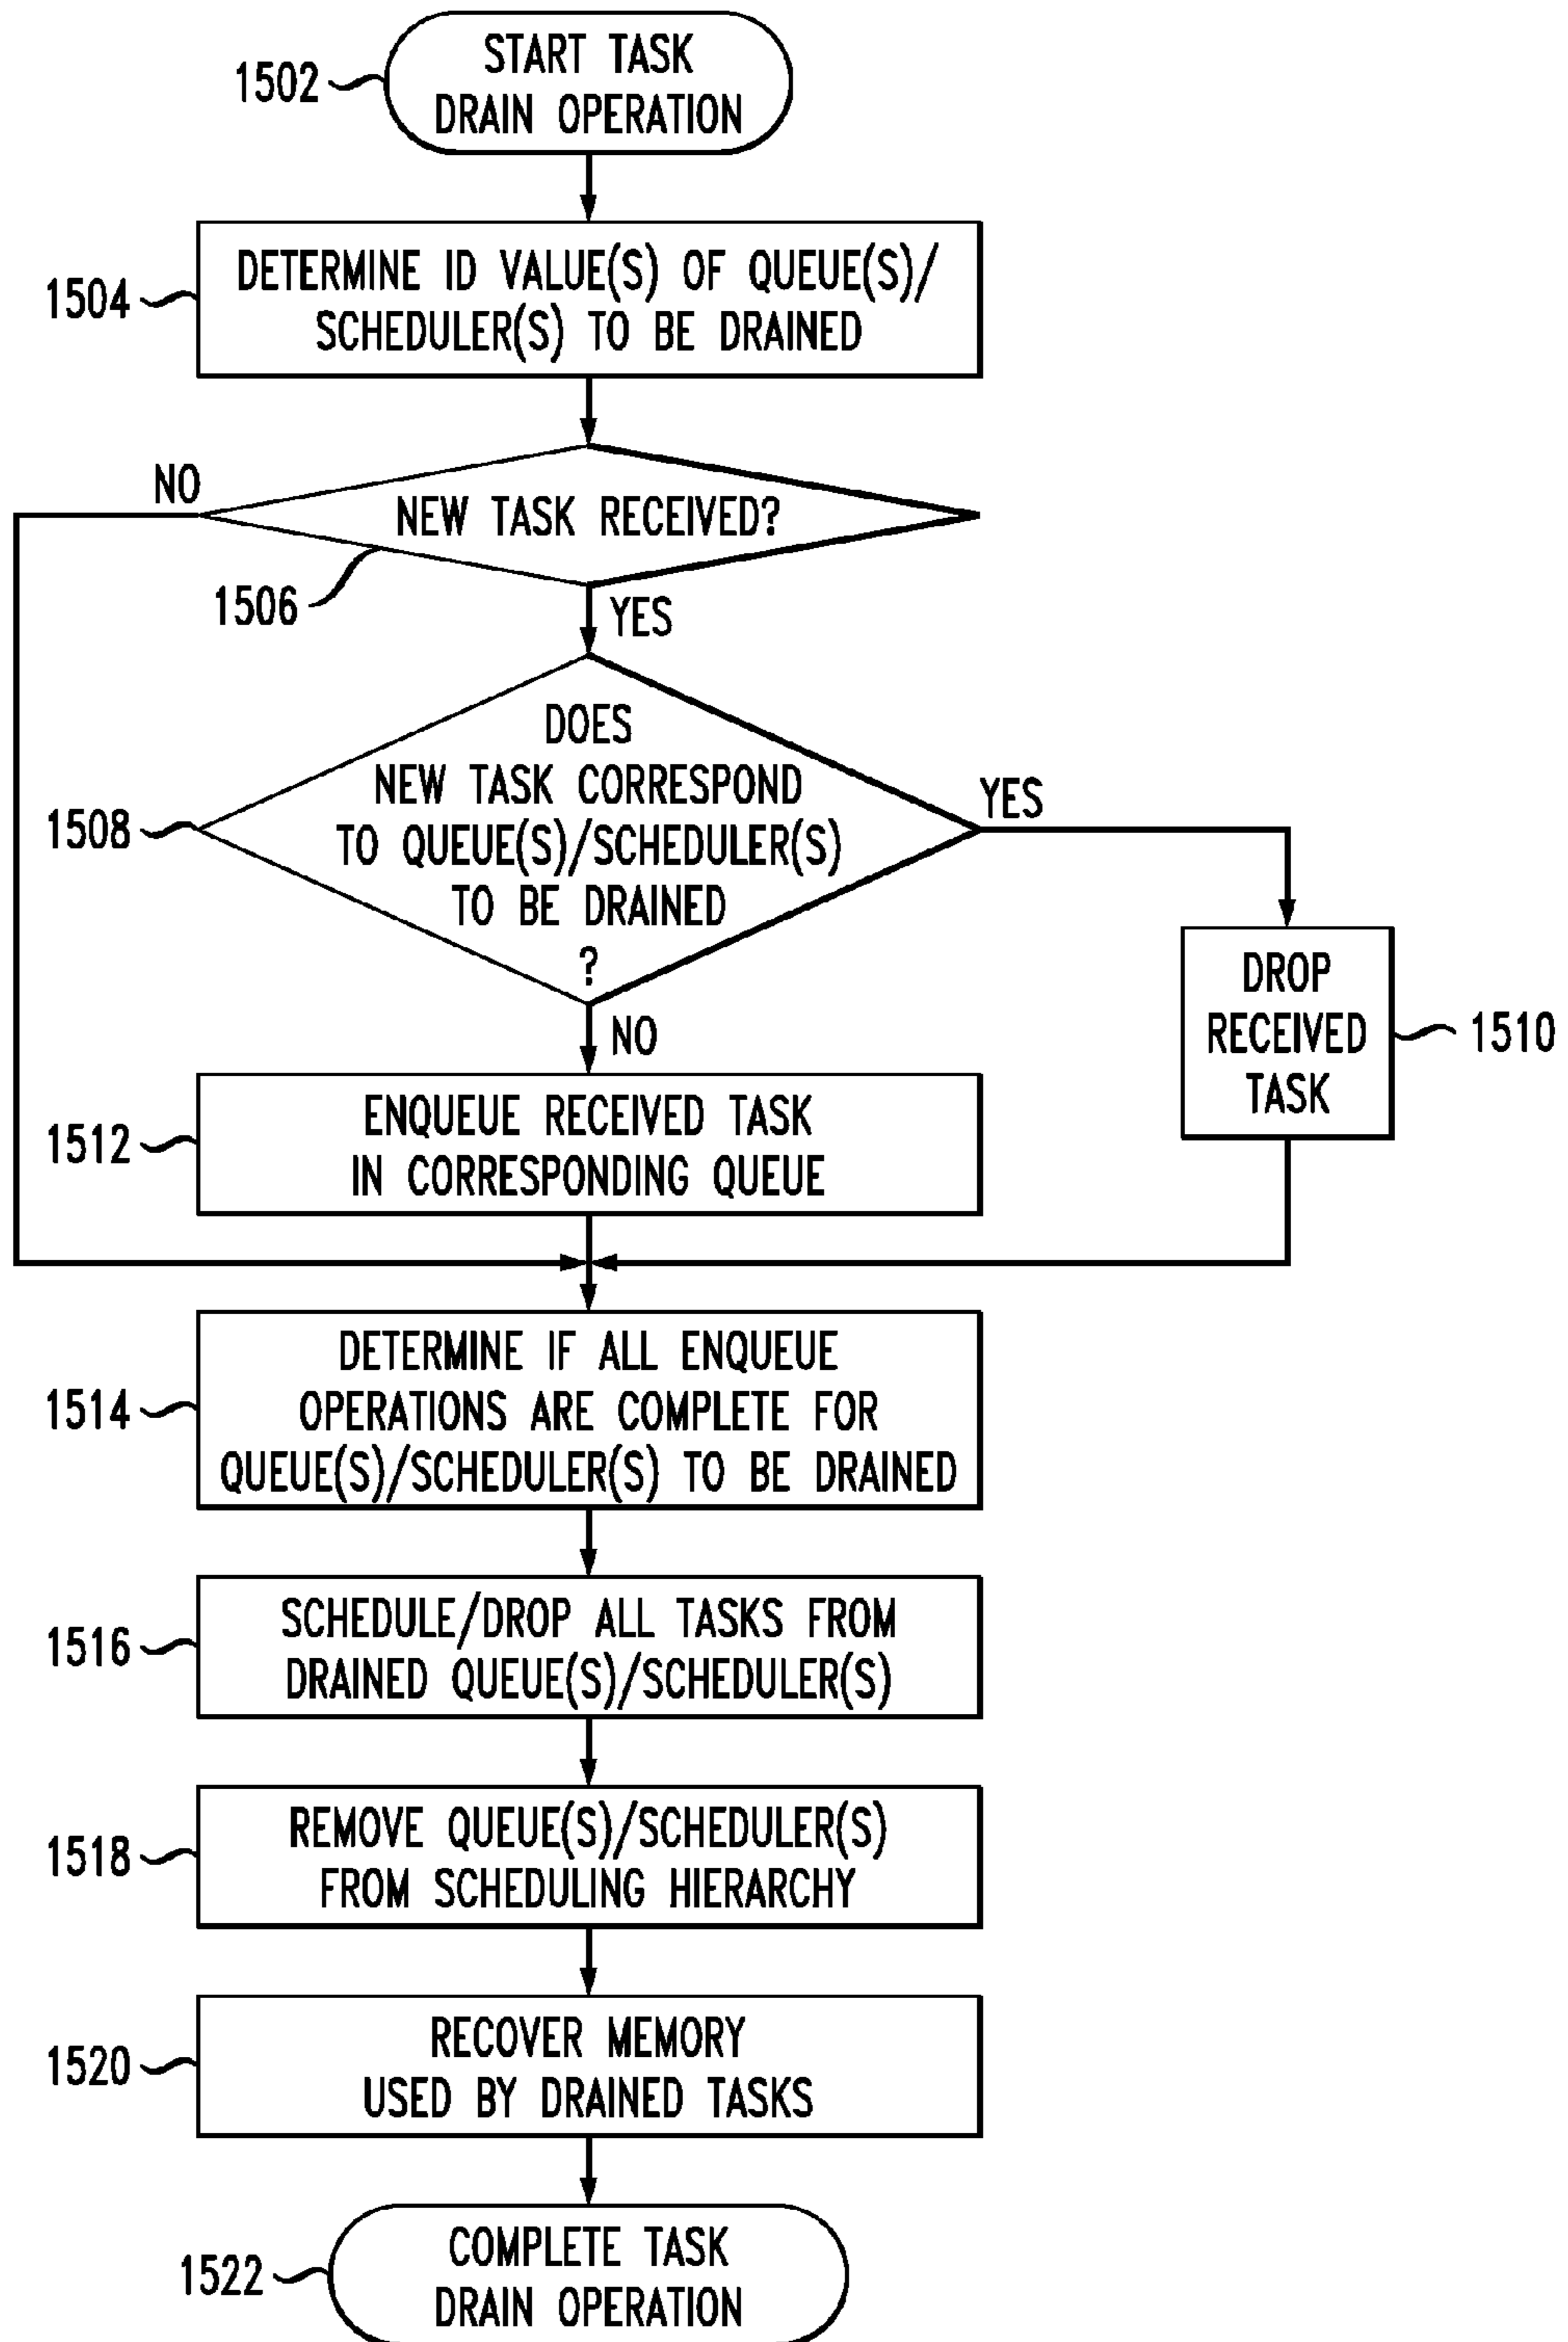 START TASK
DRAIN OPERATION
1502
DETERMINE ID VALUE(S) OF QUEUE(S)/
SCHEDULER(S) TO BE DRAINED
1504
NO
NEW TASK RECEIVED?
1506
YES
DOES
NEW TASK CORRESPOND
TO QUEUE(S)/SCHEDULER(S)
TO BE DRAINED
?
1508
YES
DROP
RECEIVED
TASK
1510
NO
ENQUEUE RECEIVED TASK
IN CORRESPONDING QUEUE
1512
DETERMINE IF ALL ENQUEUE
OPERATIONS ARE COMPLETE FOR
QUEUE(S)/SCHEDULER(S) TO BE DRAINED
1514
SCHEDULE/DROP ALL TASKS FROM
DRAINED QUEUE(S)/SCHEDULER(S)
1516
REMOVE QUEUE(S)/SCHEDULER(S)
FROM SCHEDULING HIERARCHY
1518
RECOVER MEMORY
USED BY DRAINED TASKS
1520
COMPLETE TASK
DRAIN OPERATION
1522